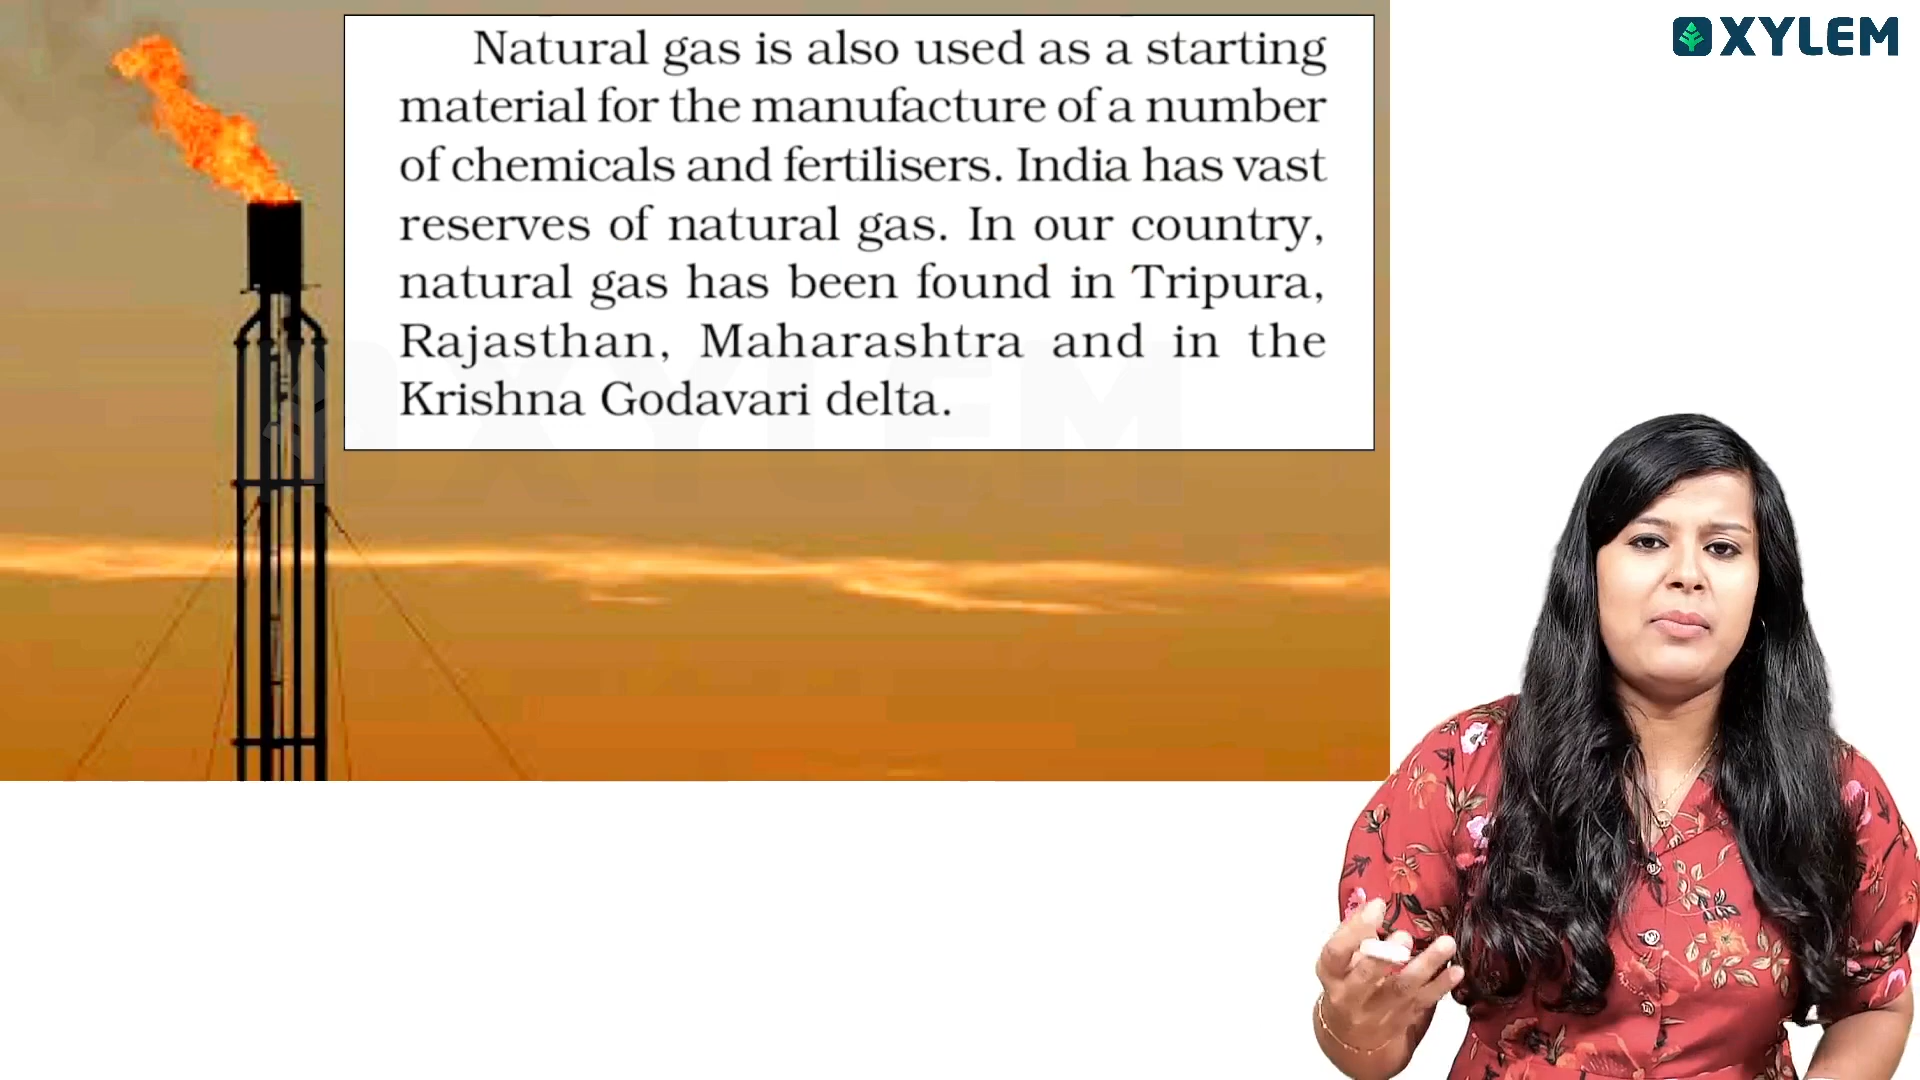 XYLEM
Natural gas is also used as a starting
material for the manufacture of a number
of chemicals and fertilisers. India has vast
reserves of natural gas. In our country,
natural gas has been found in Tripura,
Rajasthan, Maharashtra and in the
Krishna Godavari delta.
XYLEM